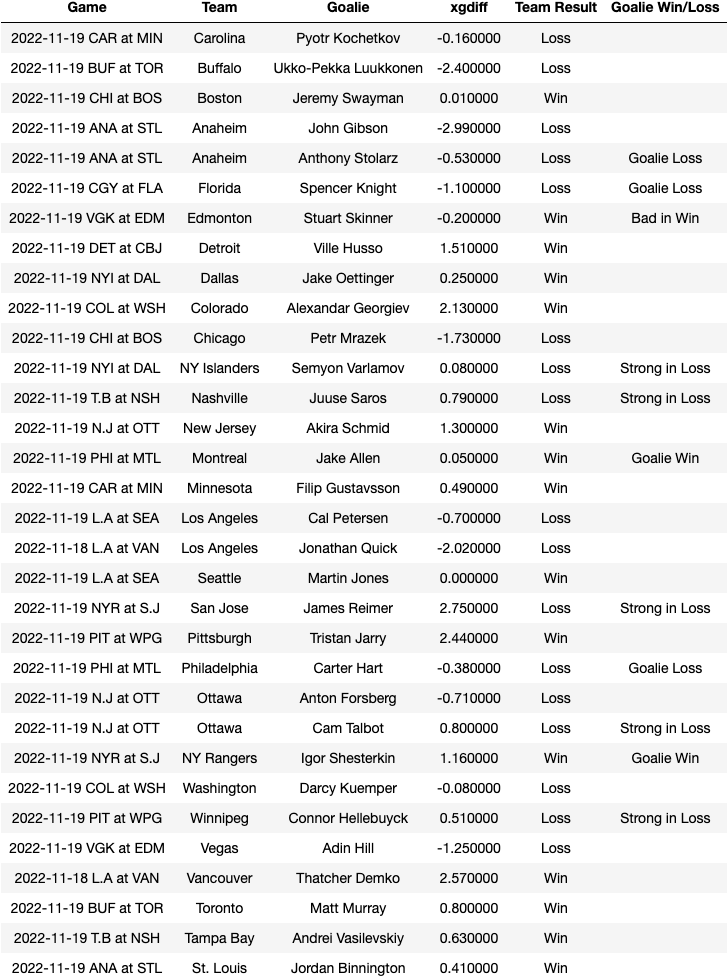 Game Team Goalie xgdiff Team Result Goalie Win/Loss
2022-11-19 CAR at MIN Carolina Pyotr Kochetkov -0.160000 Loss
2022-11-19 BUF at TOR Buffalo Ukko-Pekka Luukkonen -2.400000 Loss
2022-11-19 CHI at BOS Boston Jeremy Swayman 0.010000 Win
2022-11-19 ANA at STL Anaheim John Gibson -2.990000 Loss
2022-11-19 ANA at STL Anaheim Anthony Stolarz -0.530000 Loss Goalie Loss
2022-11-19 CGY at FLA Florida Spencer Knight -1.100000 Loss Goalie Loss
2022-11-19 VGK at EDM Edmonton Stuart Skinner -0.200000 Win Bad in Win
2022-11-19 DET at CBJ Detroit Ville Husso 1.510000 Win
2022-11-19 NYI at DAL Dallas Jake Oettinger 0.250000 Win
2022-11-19 COL at WSH Colorado Alexandar Georgiev 2.130000 Win
2022-11-19 CHI at BOS Chicago Petr Mrazek -1.730000 Loss
2022-11-19 NYI at DAL NY Islanders Semyon Varlamov 0.080000 Loss Strong in Loss
2022-11-19 T.B at NSH Nashville Juuse Saros 0.790000 Loss Strong in Loss
2022-11-19 N.J at OTT New Jersey Akira Schmid 1.300000 Win
2022-11-19 PHI at MTL Montreal Jake Allen 0.050000 Win Goalie Win
2022-11-19 CAR at MIN Minnesota Filip Gustavsson 0.490000 Win
2022-11-19 L.A at SEA Los Angeles Cal Petersen -0.700000 Loss
2022-11-18 L.A at VAN Los Angeles Jonathan Quick -2.020000 Loss
2022-11-19 L.A at SEA Seattle Martin Jones 0.000000 Win
2022-11-19 NYR at S.J San Jose James Reimer 2.750000 Loss Strong in Loss
2022-11-19 PIT at WPG Pittsburgh Tristan Jarry 2.440000 Win
2022-11-19 PHI at MTL Philadelphia Carter Hart -0.380000 Loss Goalie Loss
2022-11-19 N.J at OTT Ottawa Anton Forsberg -0.710000 Loss
2022-11-19 N.J at OTT Ottawa Cam Talbot 0.800000 Loss Strong in Loss
2022-11-19 NYR at S.J NY Rangers Igor Shesterkin 1.160000 Win Goalie Win
2022-11-19 COL at WSH Washington Darcy Kuemper -0.080000 Loss
2022-11-19 PIT at WPG Winnipeg Connor Hellebuyck 0.510000 Loss Strong in Loss
2022-11-19 VGK at EDM Vegas Adin Hill -1.250000 Loss
2022-11-18 L.A at VAN Vancouver Thatcher Demko 2.570000 Win
2022-11-19 BUF at TOR Toronto Matt Murray 0.800000 Win
2022-11-19 T.B at NSH Tampa Bay Andrei Vasilevskiy 0.630000 Win
2022-11-19 ANA at STL St. Louis Jordan Binnington 0.410000 Win